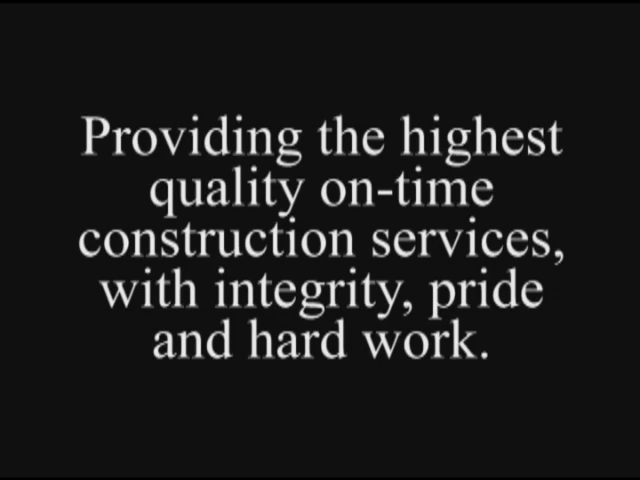 Providing the highest
quality on-time
construction services,
with integrity, pride
and hard work.